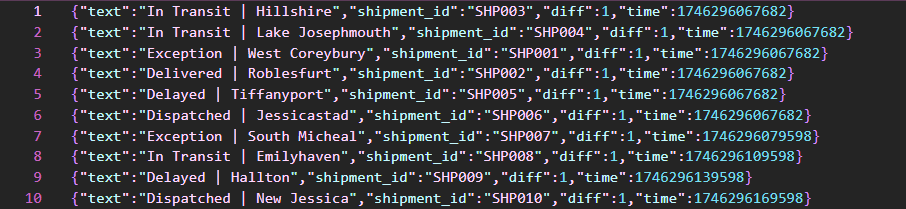 1 {"text":"In Transit | Hillshire","shipment_id":"SHP003","diff":1,"time":1746296067682}
2 {"text":"In Transit | Lake Josephmouth","shipment_id":"SHP004","diff":1,"time":1746296067682}
3 {"text":"Exception | West Coreybury","shipment_id":"SHP001","diff":1,"time":1746296067682}
4 {"text":"Delivered | Roblesfurt","shipment_id":"SHP002","diff":1,"time":1746296067682}
5 {"text":"Delayed | Tiffanyport","shipment_id":"SHP005","diff":1,"time":1746296067682}
6 {"text":"Dispatched | Jessicastad","shipment_id":"SHP006","diff":1,"time":1746296067682}
7 {"text":"Exception | South Micheal","shipment_id":"SHP007","diff":1,"time":1746296079598}
8 {"text":"In Transit | Emilyhaven","shipment_id":"SHP008","diff":1,"time":1746296109598}
9 {"text":"Delayed | Hallton","shipment_id":"SHP009","diff":1,"time":1746296139598}
10 {"text":"Dispatched | New Jessica","shipment_id":"SHP010","diff":1,"time":1746296169598}